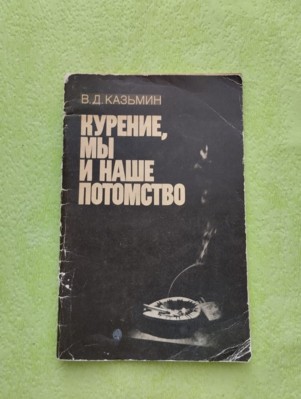 В.Д. КАЗЬМИН
КУРЕНИЕ,
МЫ
И НАШЕ
ПОТОМСТВО